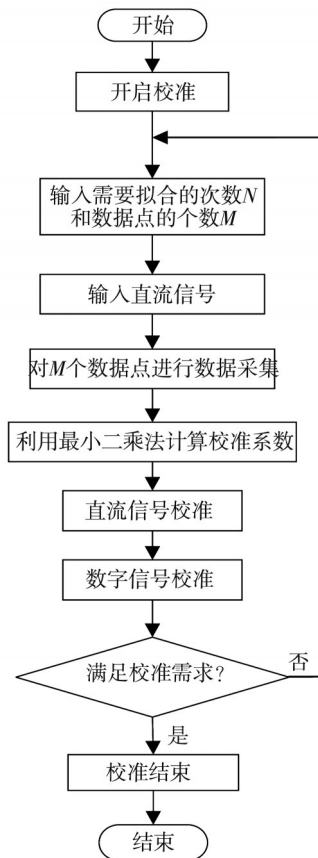 开始
开启校准
输入需要拟合的次数N
和数据点的个数M
输入直流信号
对M个数据点进行数据采集
利用最小二乘法计算校准系数
直流信号校准
数字信号校准
满足校准需求?
否
是
校准结束
结束